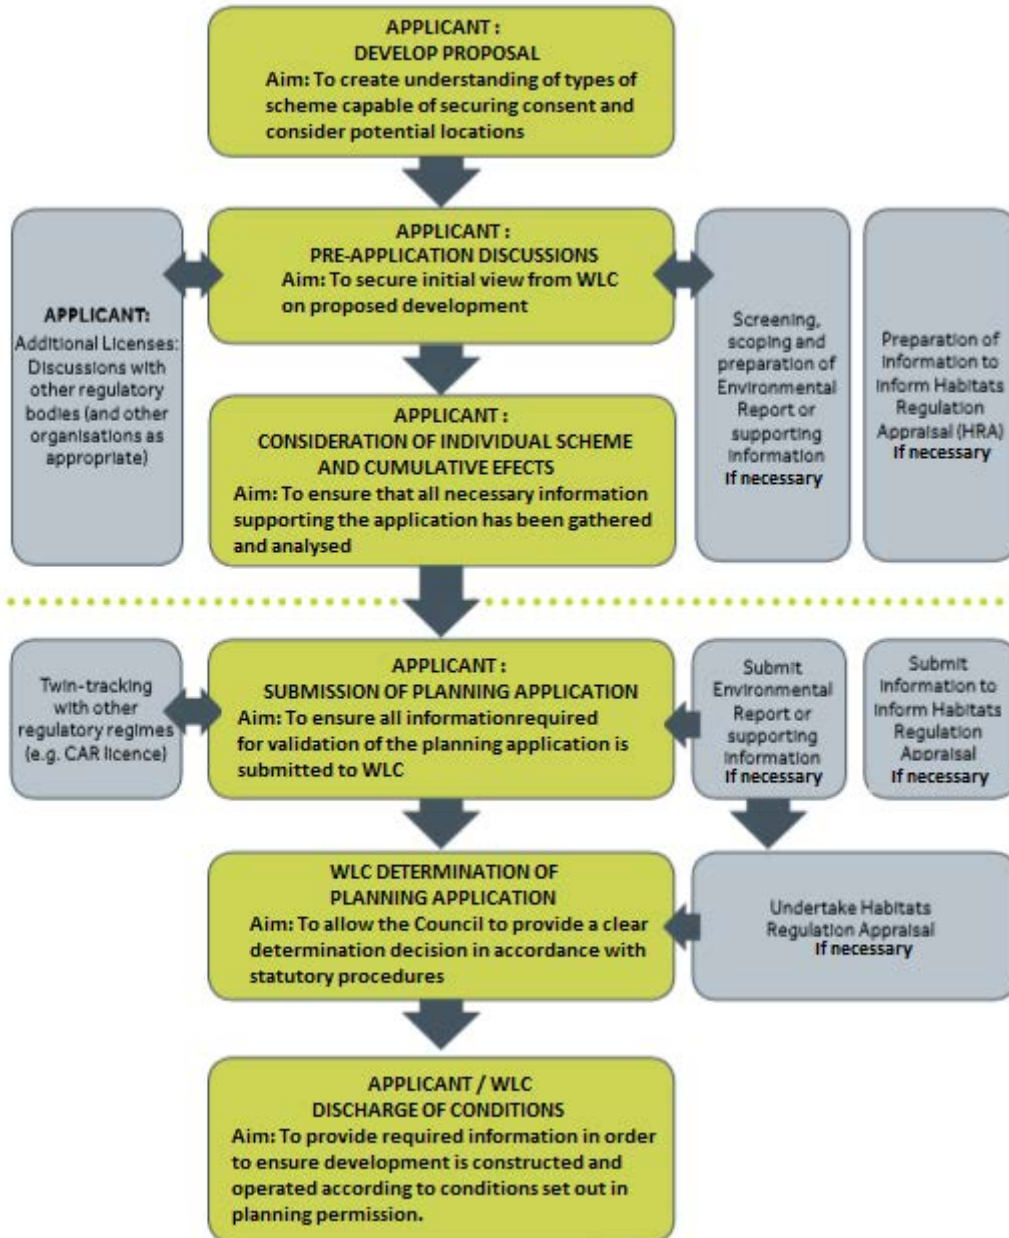 APPLICANT :
DEVELOP PROPOSAL
Aim: To create understanding of types of
scheme capable of securing consent and
consider potential locations
APPLICANT :
PRE-APPLICATION DISCUSSIONS
Aim: To secure initial view from WLC
on proposed development
APPLICANT:
Additional Licenses:
Discussions with
other regulatory
bodies (and other
organisations as
appropriate)
Screening,
scoping and
preparation of
Environmental
Report or
supporting
information
If necessary
Preparation of
information to
inform Habitats
Regulation
Appraisal (HRA)
If necessary
APPLICANT :
CONSIDERATION OF INDIVIDUAL SCHEME
AND CUMULATIVE EFECTS
Aim: To ensure that all necessary information
supporting the application has been gathered
and analysed
Twin-tracking
with other
regulatory regimes
(e.g. CAR licence)
APPLICANT :
SUBMISSION OF PLANNING APPLICATION
Aim: To ensure all informationrequired
for validation of the planning application is
submitted to WLC
Submit
Environmental
Report or
supporting
information
If necessary
Submit
information to
inform Habitats
Regulation
Appraisal
If necessary
WLC DETERMINATION OF
PLANNING APPLICATION
Aim: To allow the Council to provide a clear
determination decision in accordance with
statutory procedures
Undertake Habitats
Regulation Appraisal
If necessary
APPLICANT / WLC
DISCHARGE OF CONDITIONS
Aim: To provide required information in order
to ensure development is constructed and
operated according to conditions set out in
planning permission.